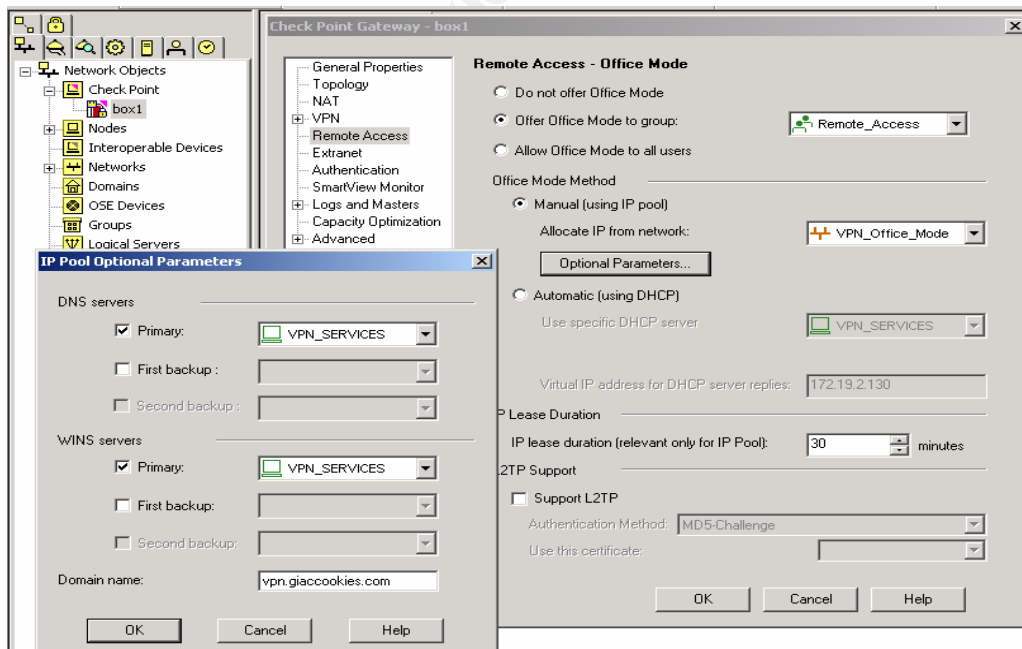 Check Point Gateway - box1
Network Objects
Check Point
box1
Nodes
Interoperable Devices
Networks
Domains
OSE Devices
Groups
Logical Servers
General Properties
Topology
NAT
VPN
Remote Access
Extranet
Authentication
SmartView Monitor
Logs and Masters
Capacity Optimization
Advanced
Remote Access - Office Mode
Do not offer Office Mode
Offer Office Mode to group: Remote_Access
Allow Office Mode to all users
Office Mode Method
Manual (using IP pool)
Allocate IP from network: VPN_Office_Mode
Optional Parameters...
Automatic (using DHCP)
Use specific DHCP server VPN_SERVICES
Virtual IP address for DHCP server replies: 172.19.2.130
P Lease Duration
IP lease duration (relevant only for IP Pool): 30 minutes
2TP Support
Support L2TP
Authentication Method: MD5-Challenge
Use this certificate:
OK Cancel Help
IP Pool Optional Parameters
DNS servers
Primary: VPN_SERVICES
First backup :
Second backup :
WINS servers
Primary: VPN_SERVICES
First backup:
Second backup:
Domain name: vpn.giaccookies.com
OK Cancel Help